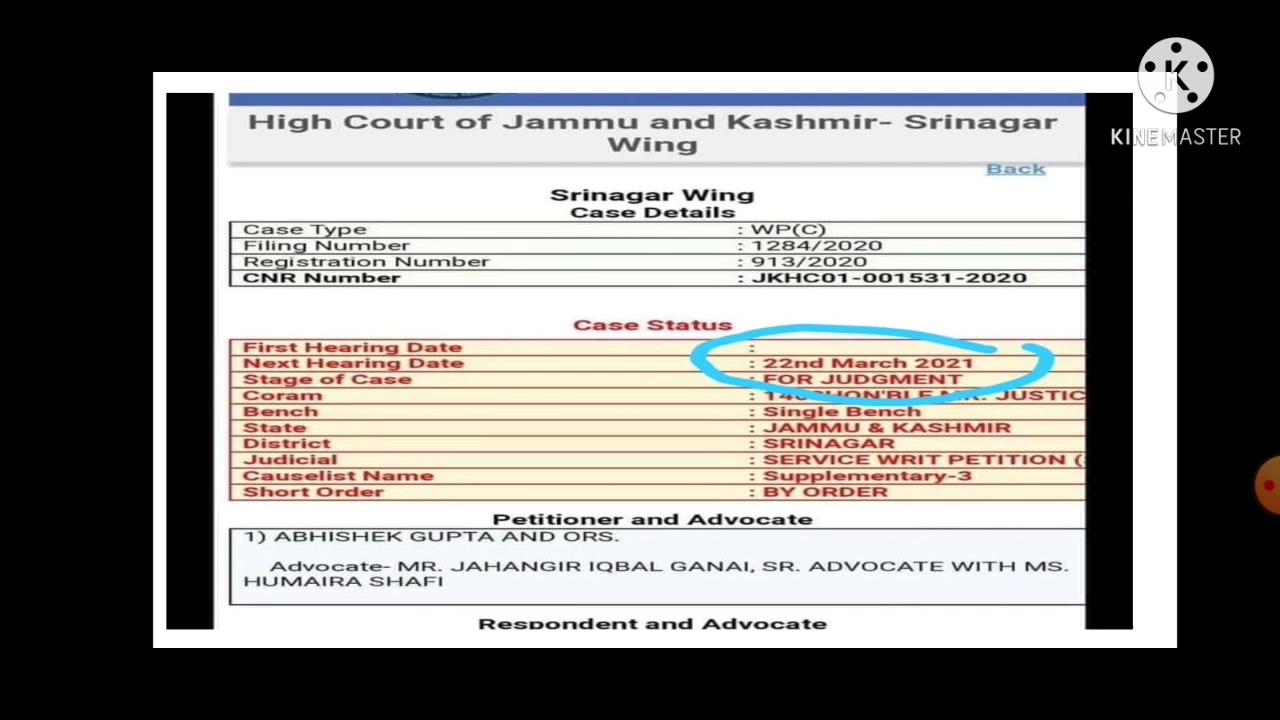 High Court of Jammu and Kashmir- Srinagar
Wing
Back
Srinagar Wing
Case Details
Case Type : WP(C)
Filing Number : 1284/2020
Registration Number : 913/2020
CNR Number : JKHC01-001531-2020
Case Status
First Hearing Date :
Next Hearing Date : 22nd March 2021
Stage of Case : FOR JUDGMENT
Coram : HON'BLE MR. JUSTIC
Bench : Single Bench
State : JAMMU & KASHMIR
District : SRINAGAR
Judicial : SERVICE WRIT PETITION (
Causelist Name : Supplementary-3
Short Order : BY ORDER
Petitioner and Advocate
1) ABHISHEK GUPTA AND ORS.
Advocate- MR. JAHANGIR IQBAL GANAI, SR. ADVOCATE WITH MS.
HUMAIRA SHAFI
Respondent and Advocate
K
KINEMASTER